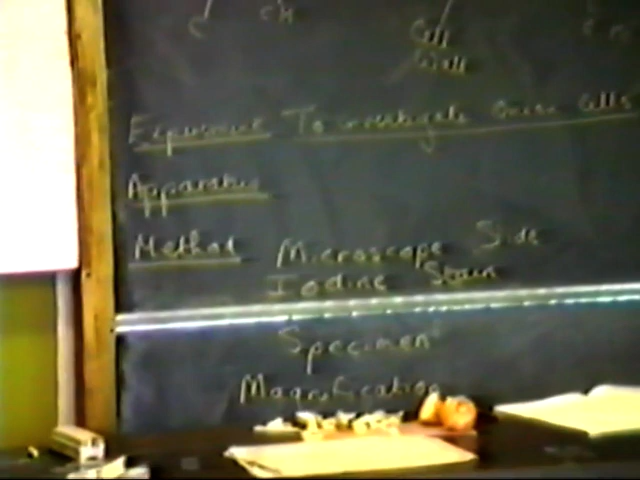 Cell
Wall
Experiment To investigate Onion Cells
Apparatus
Method Microscope Slide
Iodine Stain
Specimen
Magnification